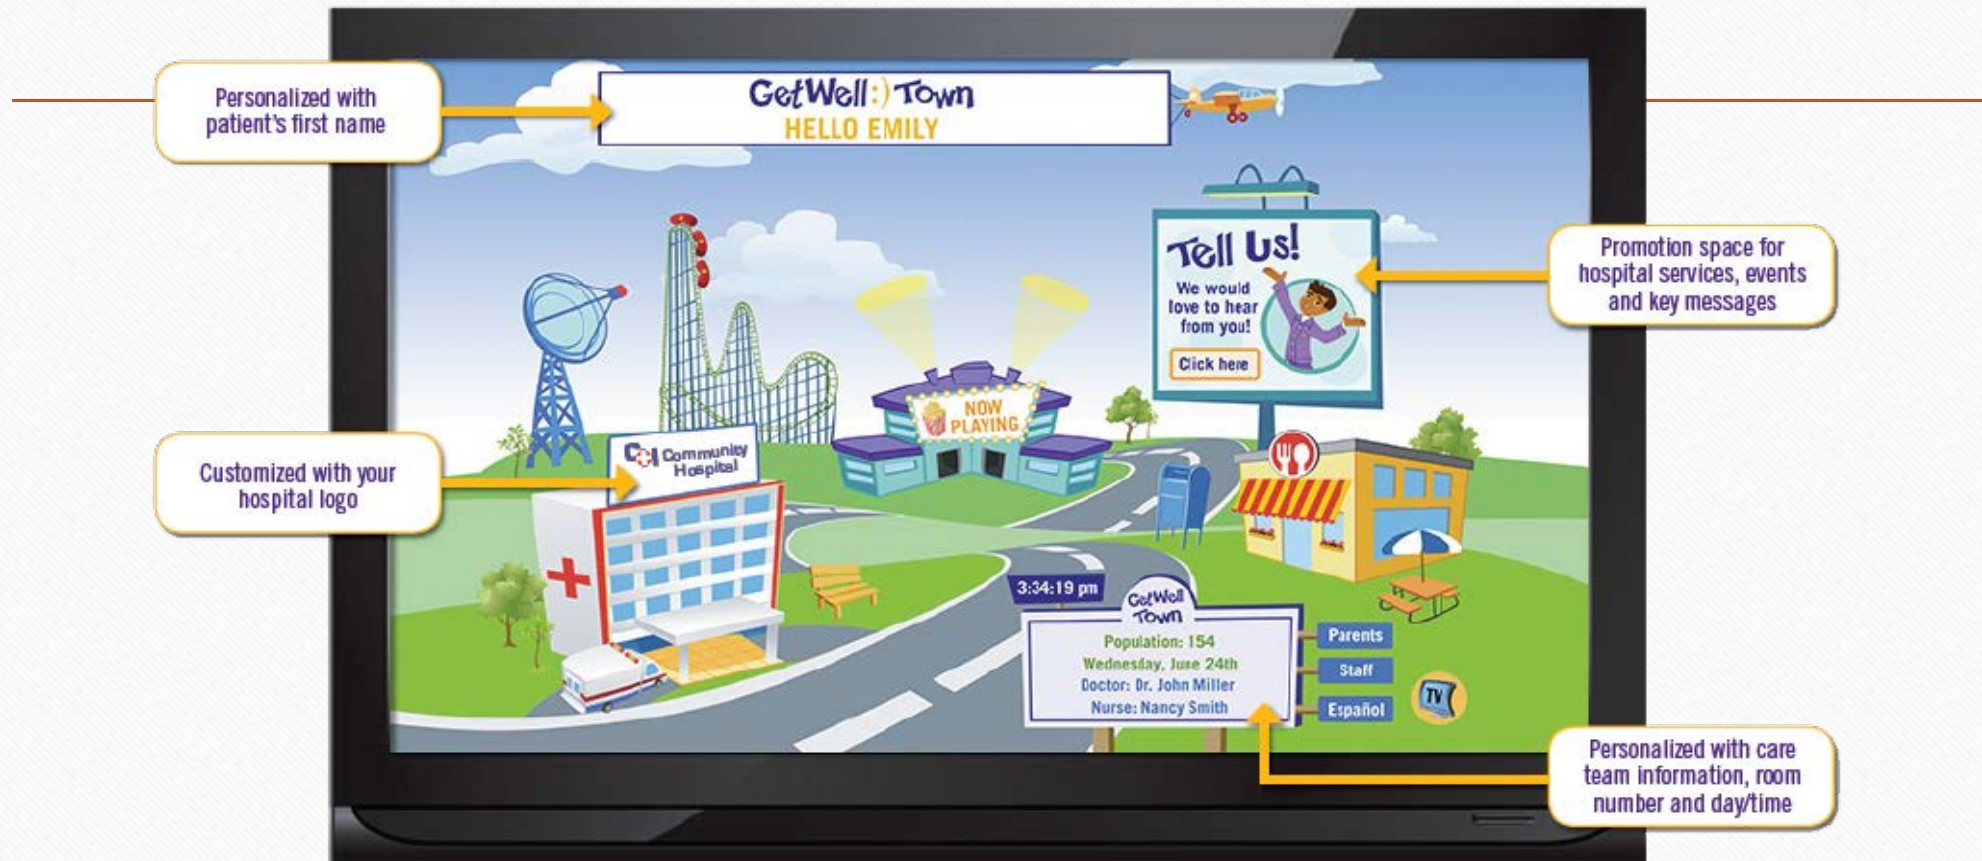 Personalized with
patient's first name
GetWell:) Town
HELLO EMILY
Tell Us!
We would
love to hear
from you!
Click here
Promotion space for
hospital services, events
and key messages
NOW
PLAYING
Customized with your
hospital logo
Community
Hospital
3:34:19 pm
GetWell
Town
Population: 154
Wednesday, June 24th
Doctor: Dr. John Miller
Nurse: Nancy Smith
Parents
Staff
Español
TV
Personalized with care
team information, room
number and day/time